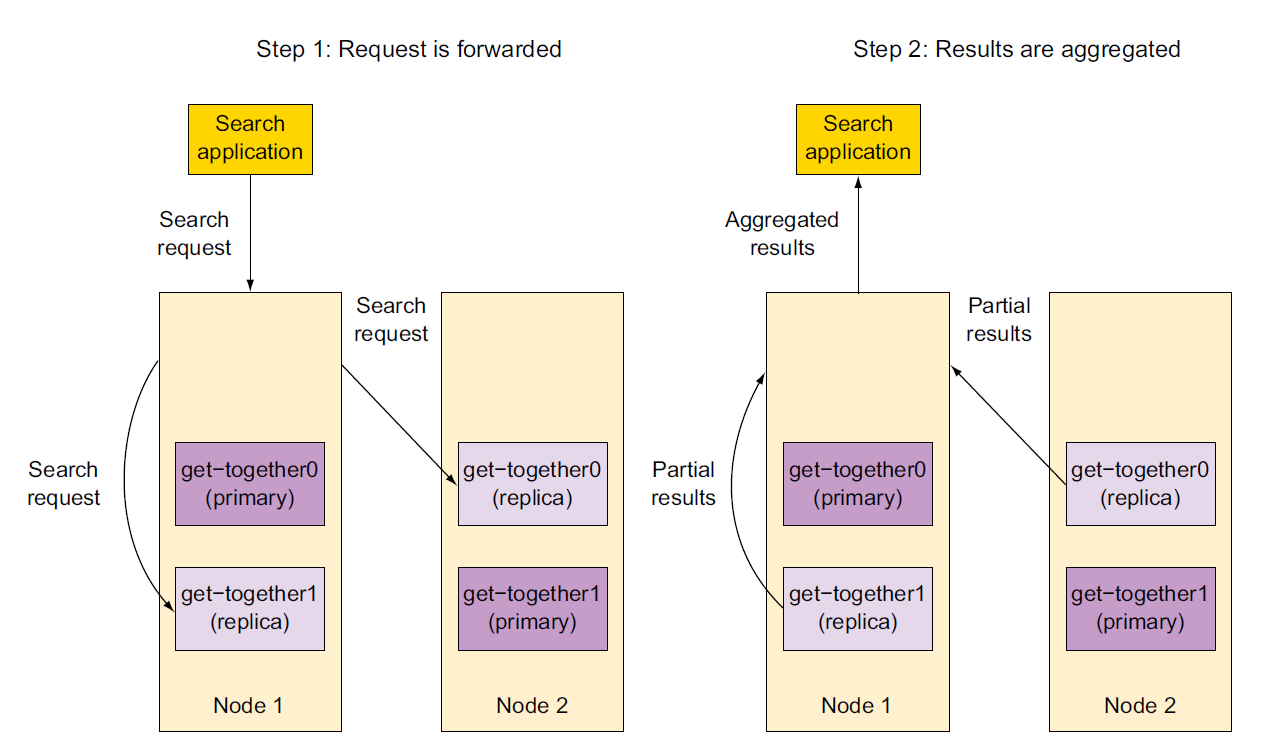 Step 1: Request is forwarded
Search
application
Search
request
Search
request
Search
request
get-together0
(primary)
get-together0
(replica)
get-together1
(replica)
get-together1
(primary)
Node 1
Node 2
Step 2: Results are aggregated
Search
application
Aggregated
results
Partial
results
Partial
results
get-together0
(primary)
get-together0
(replica)
get-together1
(replica)
get-together1
(primary)
Node 1
Node 2